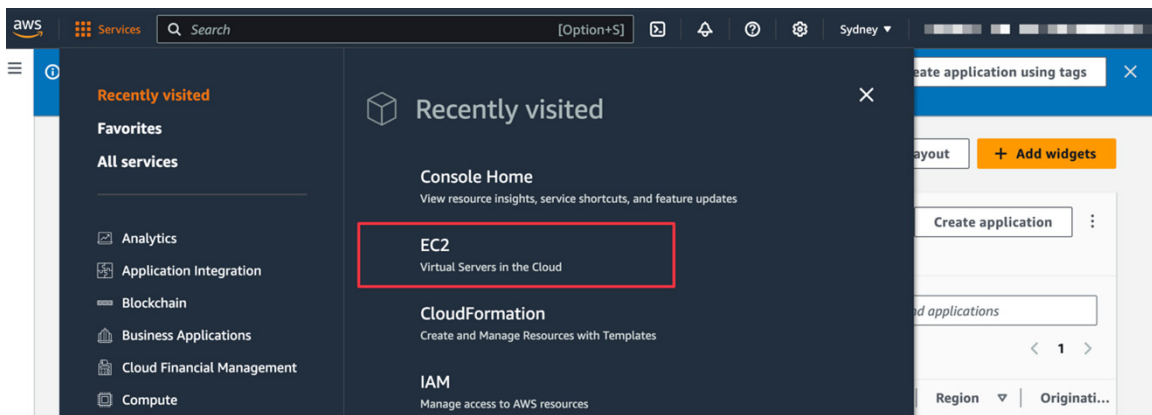 aws
Services
Search
[Option+S]
Sydney
eate application using tags
ayout
+ Add widgets
Create application
nd applications
1
Region
Originati...
Recently visited
Favorites
All services
Analytics
Application Integration
Blockchain
Business Applications
Cloud Financial Management
Compute
Recently visited
Console Home
View resource insights, service shortcuts, and feature updates
EC2
Virtual Servers in the Cloud
CloudFormation
Create and Manage Resources with Templates
IAM
Manage access to AWS resources